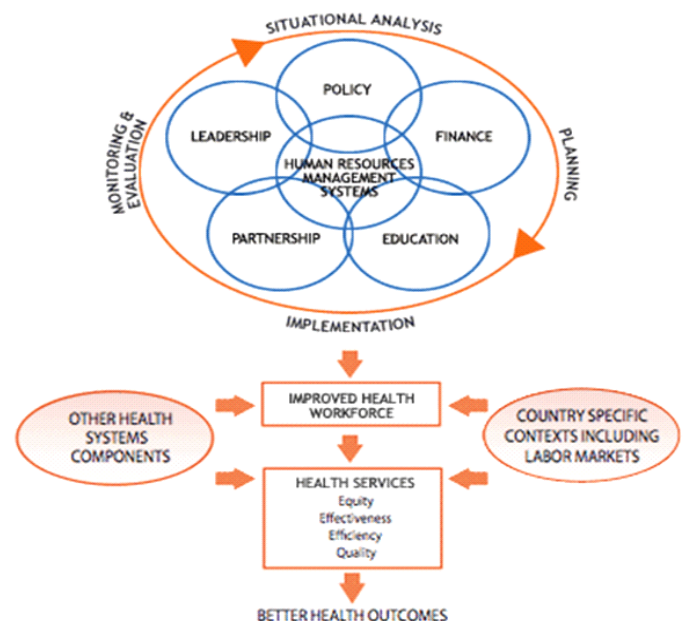 SITUATIONAL ANALYSIS
POLICY
LEADERSHIP
FINANCE
MONITORING &
EVALUATION
PLANNING
HUMAN RESOURCES
MANAGEMENT
SYSTEMS
PARTNERSHIP
EDUCATION
IMPLEMENTATION
IMPROVED HEALTH
WORKFORCE
OTHER HEALTH
SYSTEMS
COMPONENTS
COUNTRY SPECIFIC
CONTEXTS INCLUDING
LABOR MARKETS
HEALTH SERVICES
Equity
Effectiveness
Efficiency
Quality
BETTER HEALTH OUTCOMES